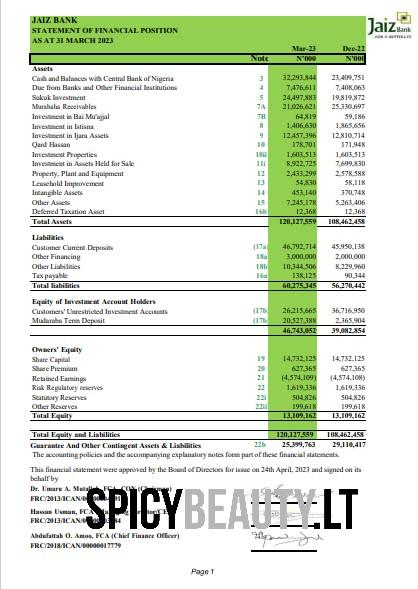 JAIZ BANK
STATEMENT OF FINANCIAL POSITION
AS AT 31 MARCH 2023
Jaiz Bank
Mar-23 Dec-22
Note N'000 N'000
Assets
Cash and Balances with Central Bank of Nigeria 3 32,293,844 23,409,751
Due from Banks and Other Financial Institutions 4 7,476,611 7,408,063
Sukuk Investment 5 24,497,883 19,819,872
Murabaha Receivables 7A 21,026,621 25,330,697
Investment in Bai Mu'ajjal 7B 64,819 59,186
Investment in Istisna 8 1,406,630 1,865,656
Investment in Ijara Assets 9 12,457,396 12,810,714
Qard Hassan 10 178,701 171,948
Investment Properties 10ii 1,603,513 1,603,513
Investment in Assets Held for Sale 11i 8,922,725 7,699,830
Property, Plant and Equipment 12 2,433,299 2,578,588
Leasehold Improvement 13 54,830 58,118
Intangible Assets 14 453,140 370,748
Other Assets 15 7,245,178 5,263,406
Deferred Taxation Asset 16b 12,368 12,368
Total Assets 120,127,559 108,462,458
Liabilities
Customer Current Deposits (17a) 46,792,714 45,950,138
Other Financing 18a 3,000,000 2,000,000
Other Liabilities 18b 10,344,506 8,229,960
Tax payable 16a 138,125 90,344
Total liabilities 60,275,345 56,270,442
Equity of Investment Account Holders
Customers' Unrestricted Investment Accounts (17b) 26,215,665 36,716,950
Mudaraba Term Deposit (17b) 20,527,388 2,365,904
46,743,052 39,082,854
Owners' Equity
Share Capital 19 14,732,125 14,732,125
Share Premium 20 627,365 627,365
Retained Earnings 21 (4,574,109) (4,574,108)
Risk Regulatory reserves 22 1,619,336 1,619,336
Statutory Reserves 22i 504,826 504,826
Other Reserves 22ii 199,618 199,618
Total Equity 13,109,162 13,109,162
Total Equity and Liabilities 120,127,559 108,462,458
Guarantee And Other Contingent Assets & Liabilities 22b 25,399,763 29,110,417
The accounting policies and the accompanying explanatory notes form part of these financial statements.
This financial statement were approved by the Board of Directors for issue on 24th April, 2023 and signed on its
behalf by
Dr. Umaru A. Mutallab, FCA, CON
FRC/2013/ICAN/
SPICYBEAUTY.LT
Hassan Usman, FCA
FRC/2013/ICAN/
Abdulfattah O. Amoo, FCA (Chief Finance Officer)
FRC/2018/ICAN/00000017779
Page 1